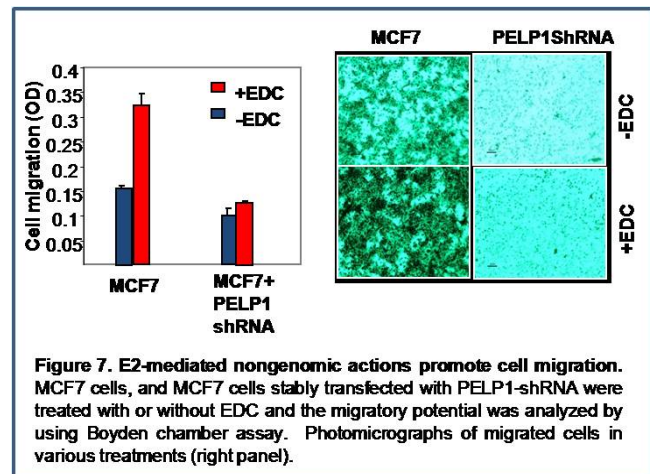 MCF7 PELP1ShRNA
0.4
0.35
0.3
0.25
0.2
0.15
0.1
0.05
Cell migration (OD)
+EDC
-EDC
MCF7
MCF7+
PELP1
shRNA
-EDC
+EDC
Figure 7. E2-mediated nongenomic actions promote cell migration.
MCF7 cells, and MCF7 cells stably transfected with PELP1-shRNA were
treated with or without EDC and the migratory potential was analyzed by
using Boyden chamber assay. Photomicrographs of migrated cells in
various treatments (right panel).